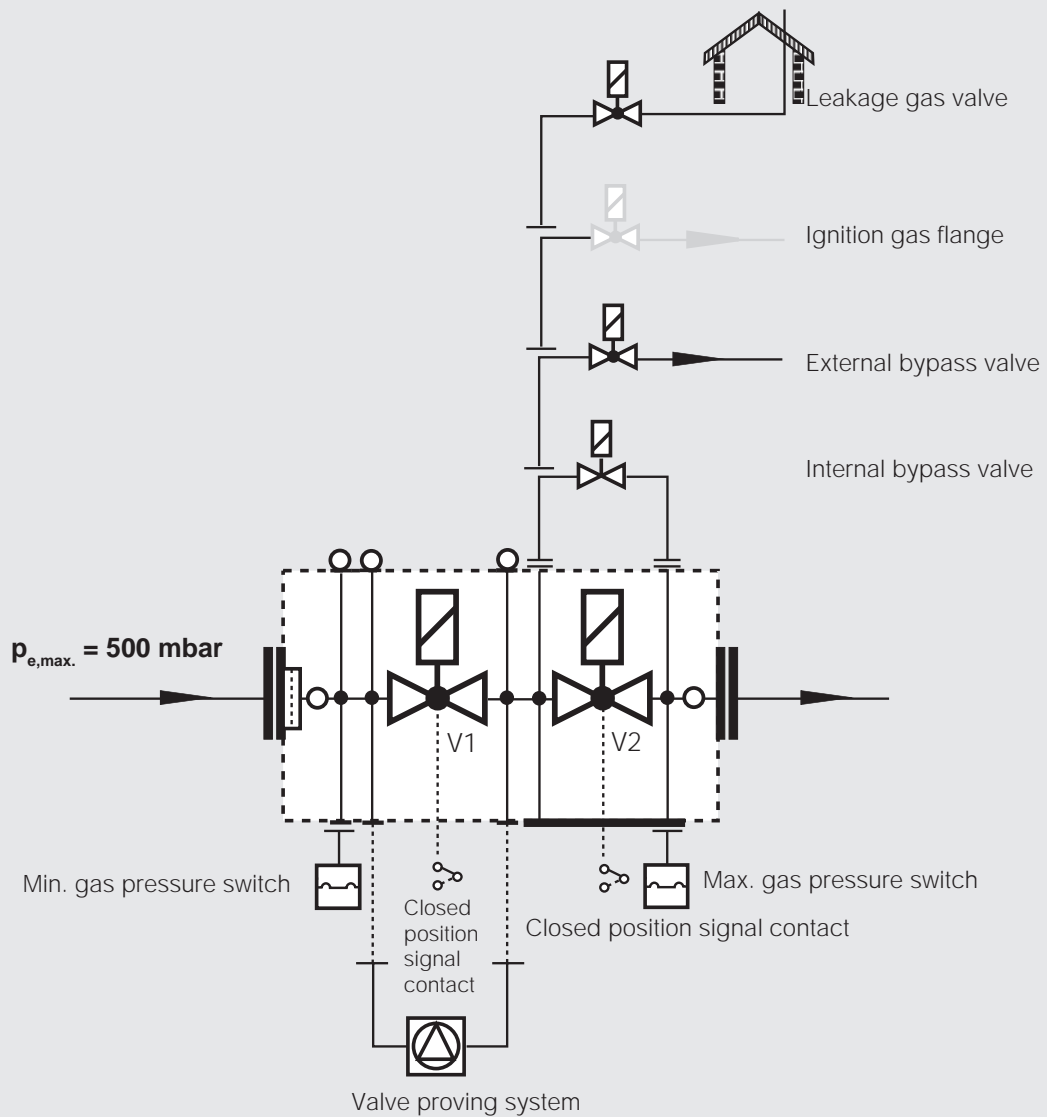 Leakage gas valve
Ignition gas flange
External bypass valve
Internal bypass valve
pe,max. = 500 mbar
V1
V2
Min. gas pressure switch
Max. gas pressure switch
Closed
position
signal
contact
Closed position signal contact
Valve proving system